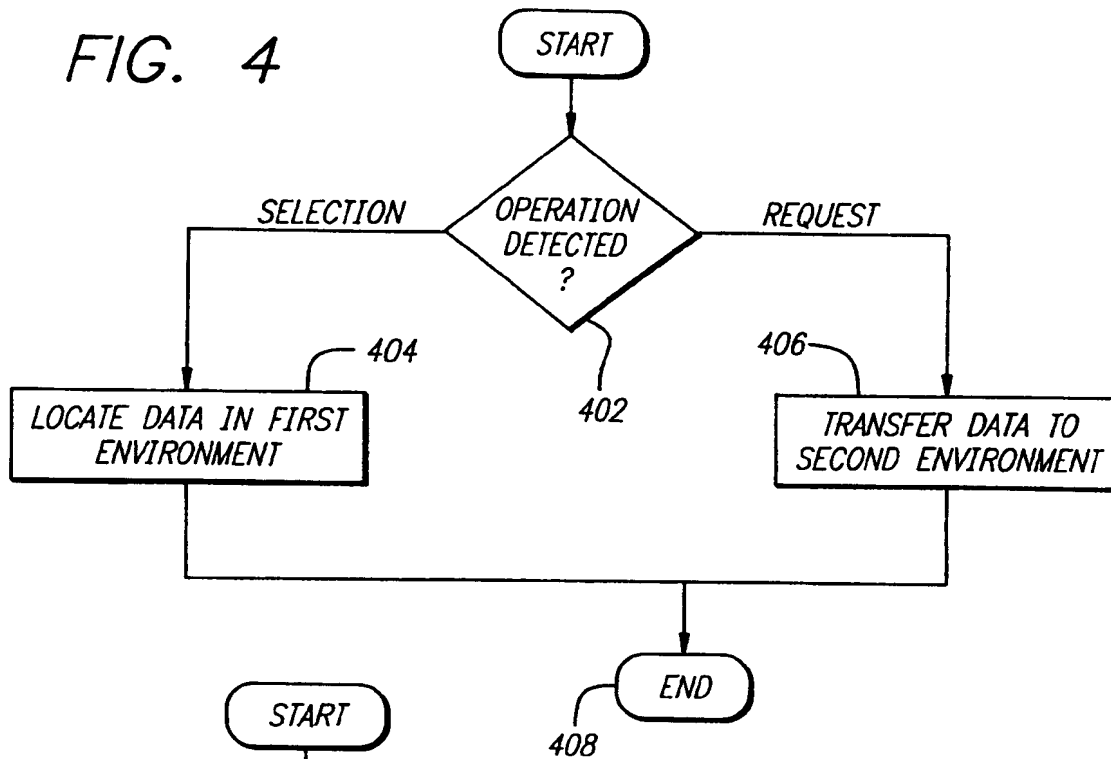 FIG. 4
START
SELECTION
OPERATION
DETECTED
?
REQUEST
402
404
LOCATE DATA IN FIRST
ENVIRONMENT
406
TRANSFER DATA TO
SECOND ENVIRONMENT
END
408
START